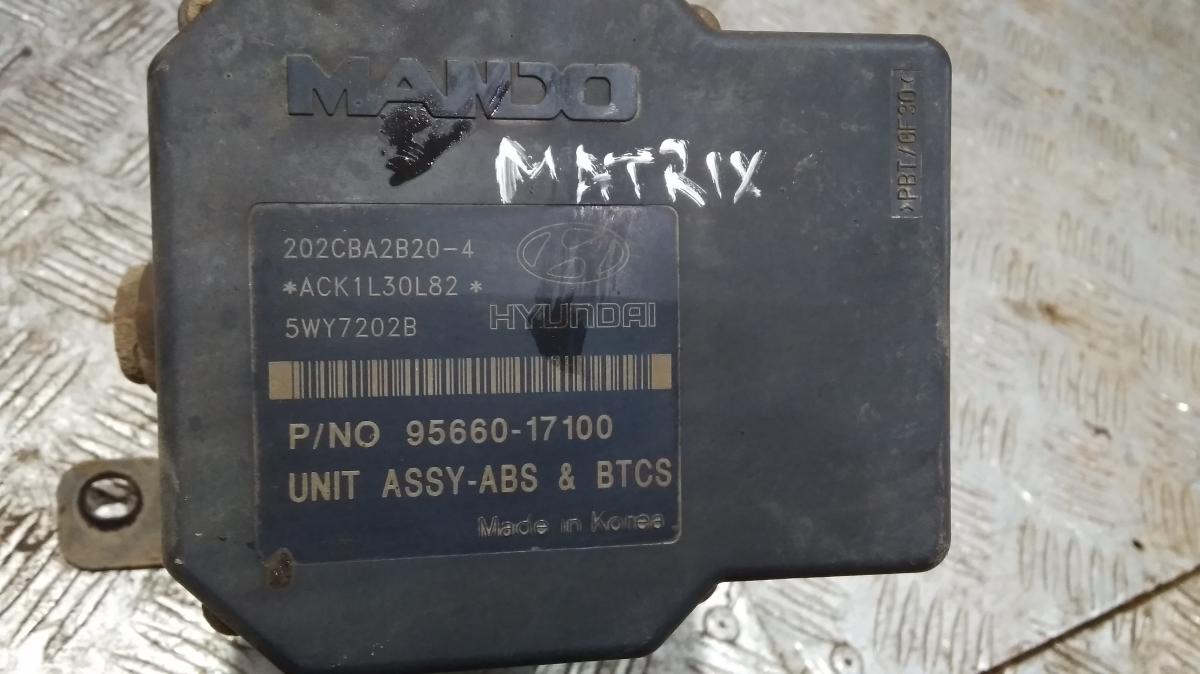 MANDO
MATRIX
>PBT/GF30<
202CBA2B20-4
*ACK1L30L82 *
5WY7202B
HYUNDAI
P/NO 95660-17100
UNIT ASSY-ABS & BTCS
Made in Korea